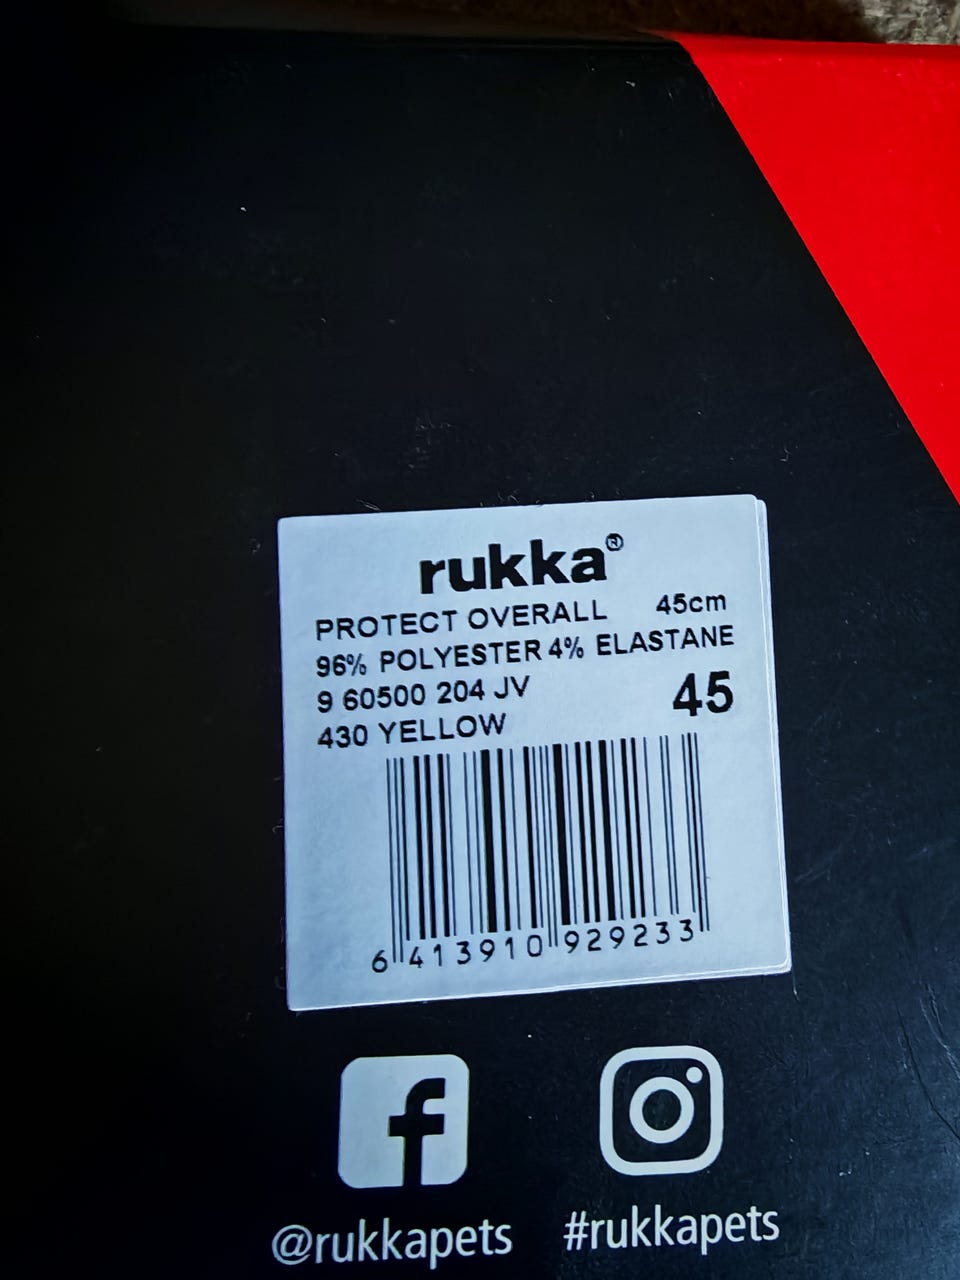 rukka®
PROTECT OVERALL 45cm
96% POLYESTER 4% ELASTANE
9 60500 204 JV
45
430 YELLOW
6 413910 929233
@rukkapets #rukkapets